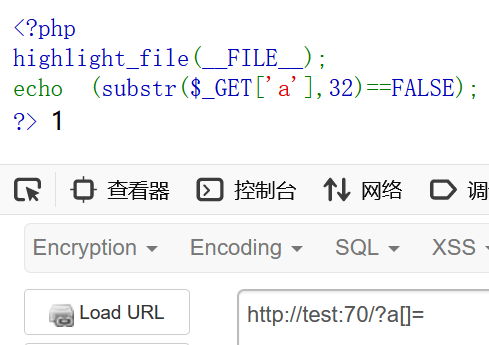 <?php
highlight_file(__FILE__);
echo  (substr($_GET['a'],32)==FALSE);
?> 1
查看器 控制台 网络
Encryption Encoding SQL XSS
Load URL http://test:70/?a[]=